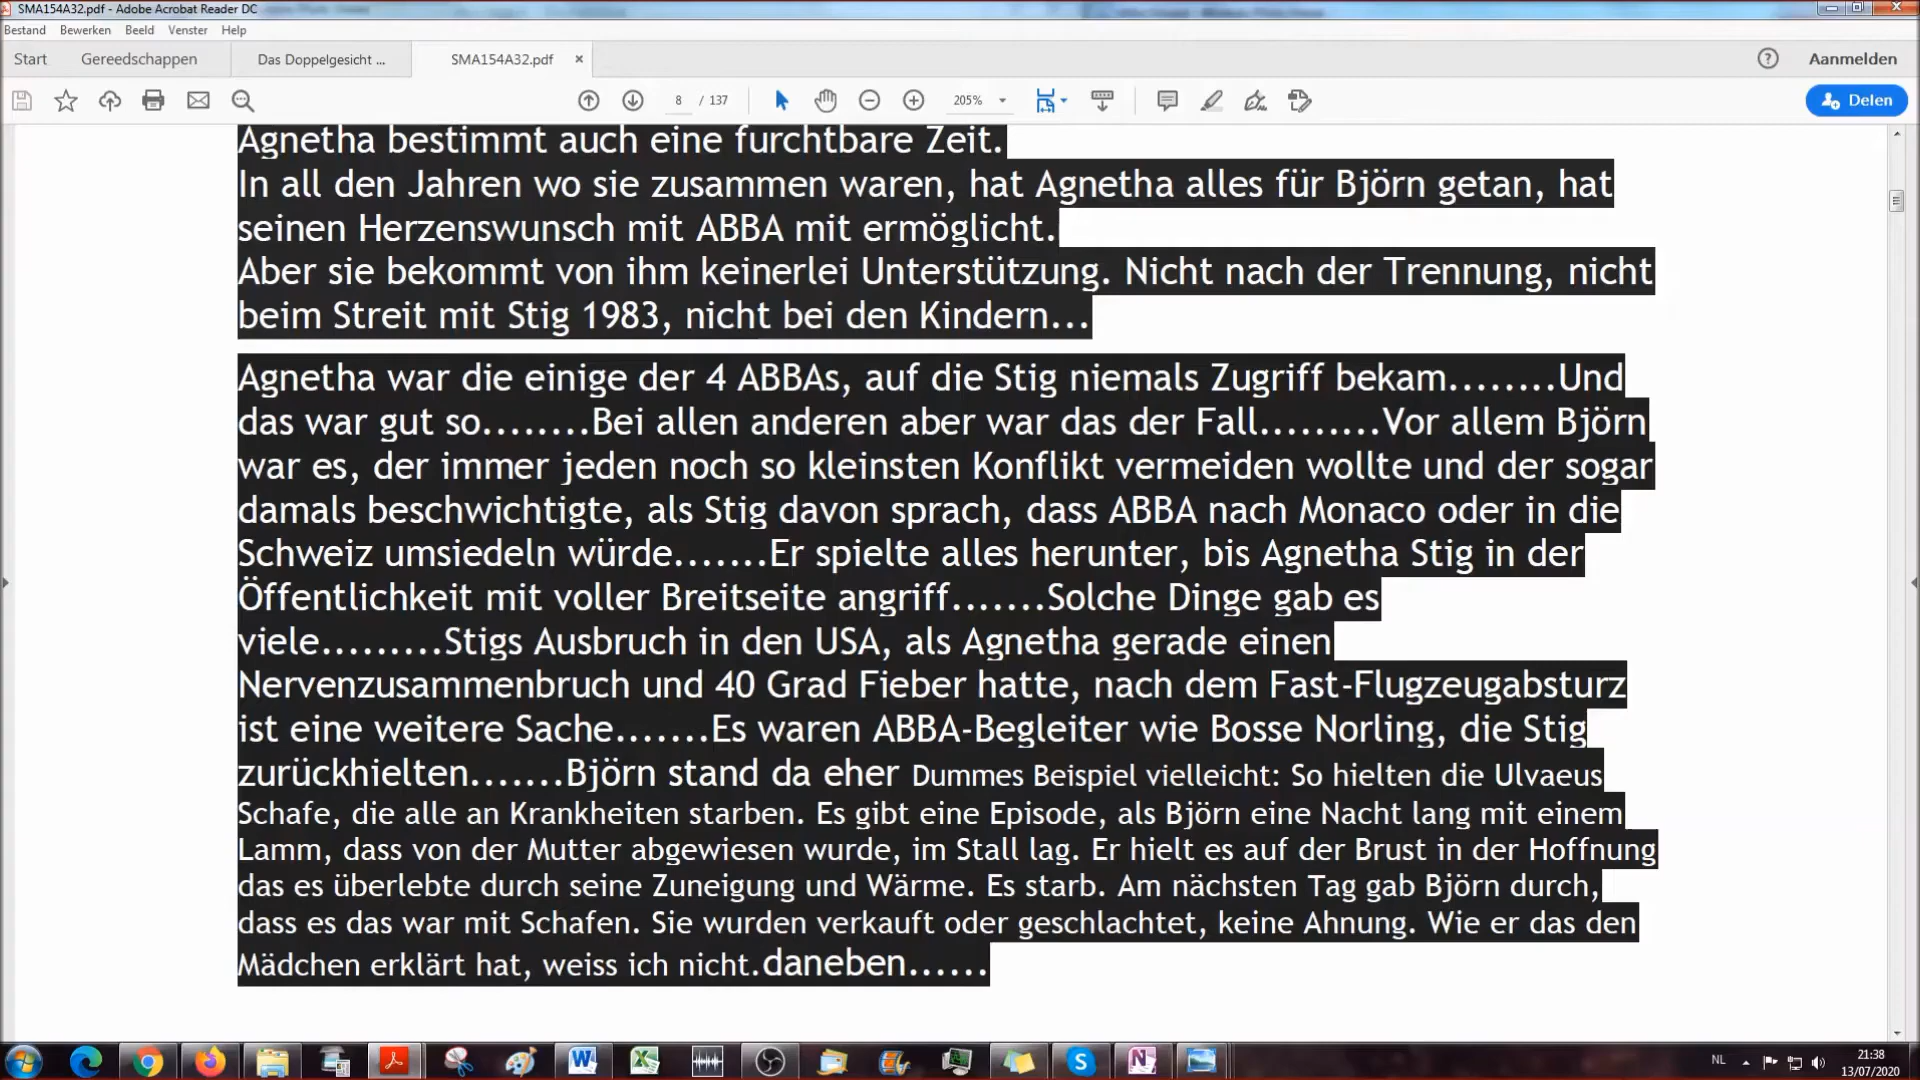 SMA154A32.pdf - Adobe Acrobat Reader DC
Bestand Bewerken Beeld Venster Help
Start Gereedschappen Das Doppelgesicht ... SMA154A32.pdf × Aanmelden
8 / 137 205% Delen
Agnetha bestimmt auch eine furchtbare Zeit.
In all den Jahren wo sie zusammen waren, hat Agnetha alles für Björn getan, hat
seinen Herzenswunsch mit ABBA mit ermöglicht.
Aber sie bekommt von ihm keinerlei Unterstützung. Nicht nach der Trennung, nicht
beim Streit mit Stig 1983, nicht bei den Kindern...
Agnetha war die einige der 4 ABBAs, auf die Stig niemals Zugriff bekam........Und
das war gut so........Bei allen anderen aber war das der Fall.........Vor allem Björn
war es, der immer jeden noch so kleinsten Konflikt vermeiden wollte und der sogar
damals beschwichtigte, als Stig davon sprach, dass ABBA nach Monaco oder in die
Schweiz umsiedeln würde.......Er spielte alles herunter, bis Agnetha Stig in der
Öffentlichkeit mit voller Breitseite angriff.......Solche Dinge gab es
viele.........Stigs Ausbruch in den USA, als Agnetha gerade einen
Nervenzusammenbruch und 40 Grad Fieber hatte, nach dem Fast-Flugzeugabsturz
ist eine weitere Sache.......Es waren ABBA-Begleiter wie Bosse Norling, die Stig
zurückhielten.......Björn stand da eher Dummes Beispiel vielleicht: So hielten die Ulvaeus
Schafe, die alle an Krankheiten starben. Es gibt eine Episode, als Björn eine Nacht lang mit einem
Lamm, dass von der Mutter abgewiesen wurde, im Stall lag. Er hielt es auf der Brust in der Hoffnung
das es überlebte durch seine Zuneigung und Wärme. Es starb. Am nächsten Tag gab Björn durch,
dass es das war mit Schafen. Sie wurden verkauft oder geschlachtet, keine Ahnung. Wie er das den
Mädchen erklärt hat, weiss ich nicht.daneben......
NL 21:38
13/07/2020